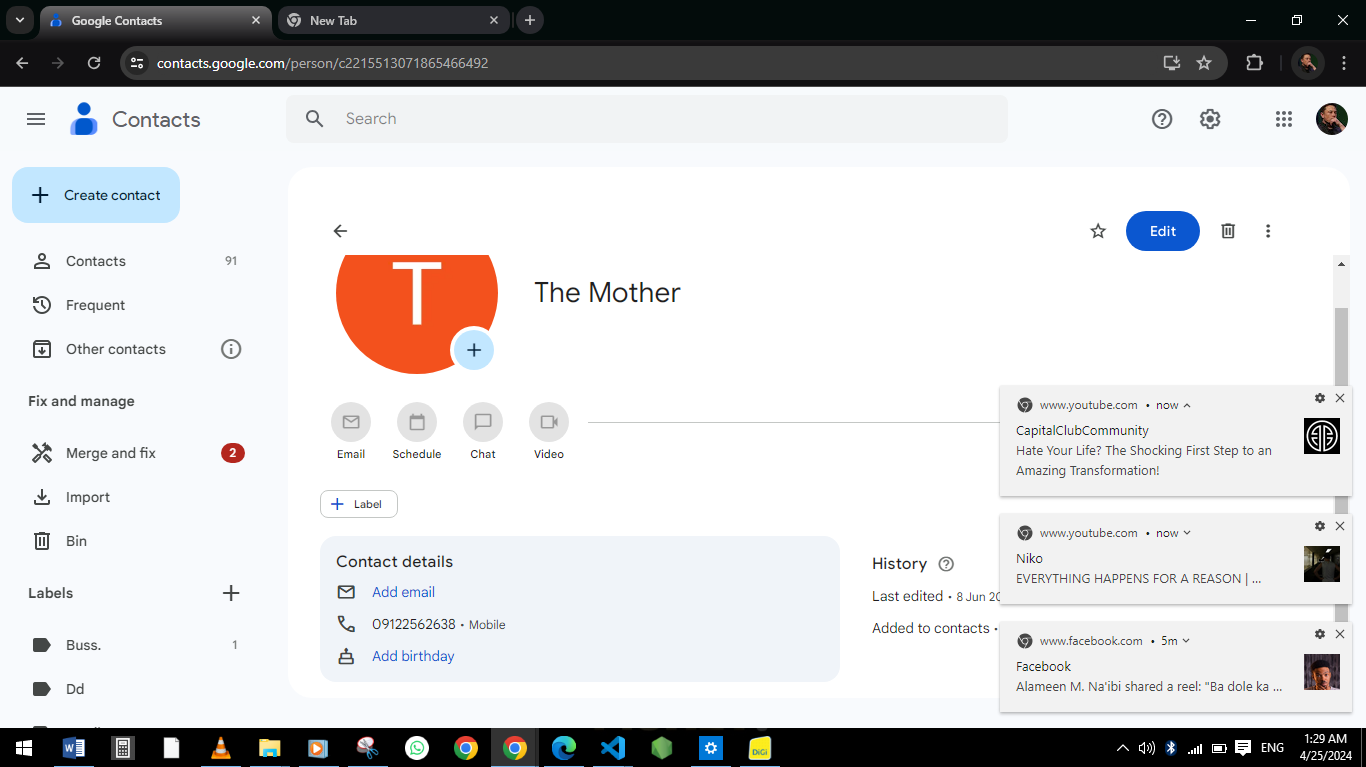 Google Contacts
New Tab
contacts.google.com/person/c2215513071865466492
Contacts
Search
Create contact
Contacts 91
Frequent
Other contacts
Fix and manage
Merge and fix 2
Import
Bin
Labels
Buss. 1
Dd
Edit
T
The Mother
Email Schedule Chat Video
Label
Contact details
Add email
09122562638 • Mobile
Add birthday
History
Last edited • 8 Jun 20
Added to contacts •
www.youtube.com • now
CapitalClubCommunity
Hate Your Life? The Shocking First Step to an
Amazing Transformation!
www.youtube.com • now
Niko
EVERYTHING HAPPENS FOR A REASON | ...
www.facebook.com • 5m
Facebook
Alameen M. Na'ibi shared a reel: "Ba dole ka ...
DiGi
ENG
1:29 AM
4/25/2024